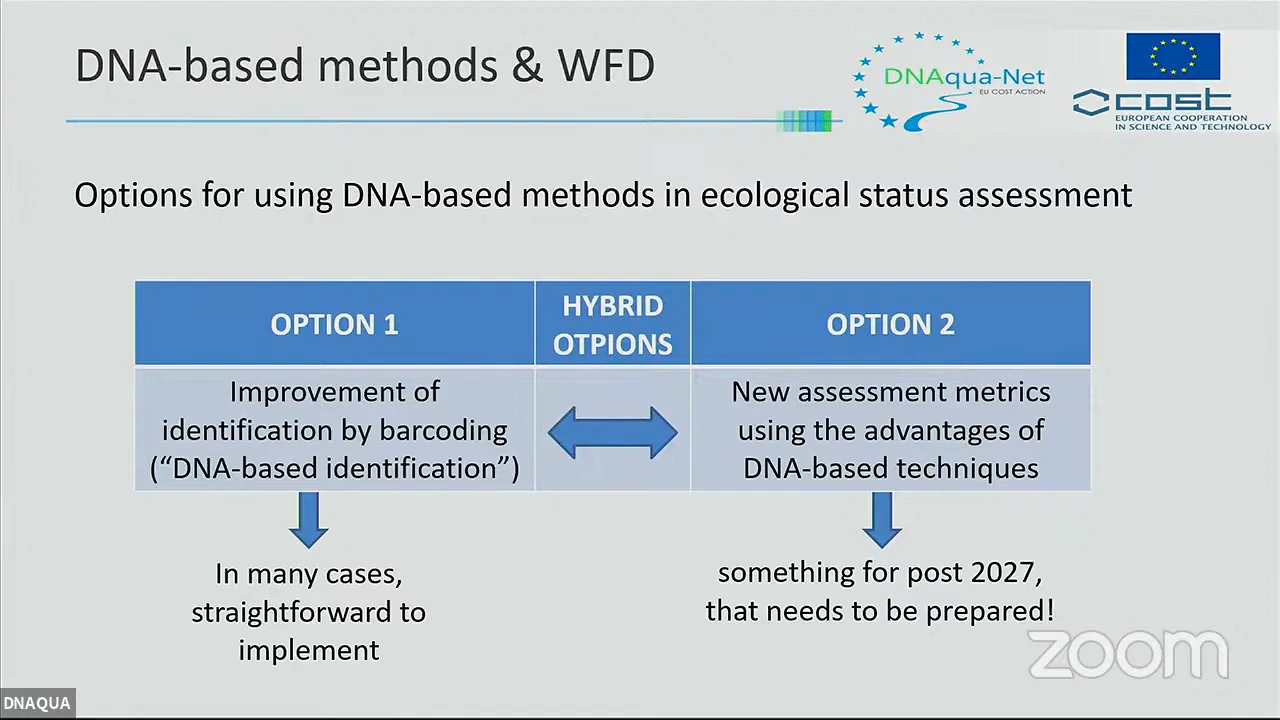 DNA-based methods & WFD
DNAqua-Net
EU COST ACTION
cost
EUROPEAN COOPERATION
IN SCIENCE AND TECHNOLOGY
Options for using DNA-based methods in ecological status assessment
OPTION 1
HYBRID
OTPIONS
OPTION 2
Improvement of
identification by barcoding
(“DNA-based identification”)
New assessment metrics
using the advantages of
DNA-based techniques
In many cases,
straightforward to
implement
something for post 2027,
that needs to be prepared!
zoom
DNAQUA